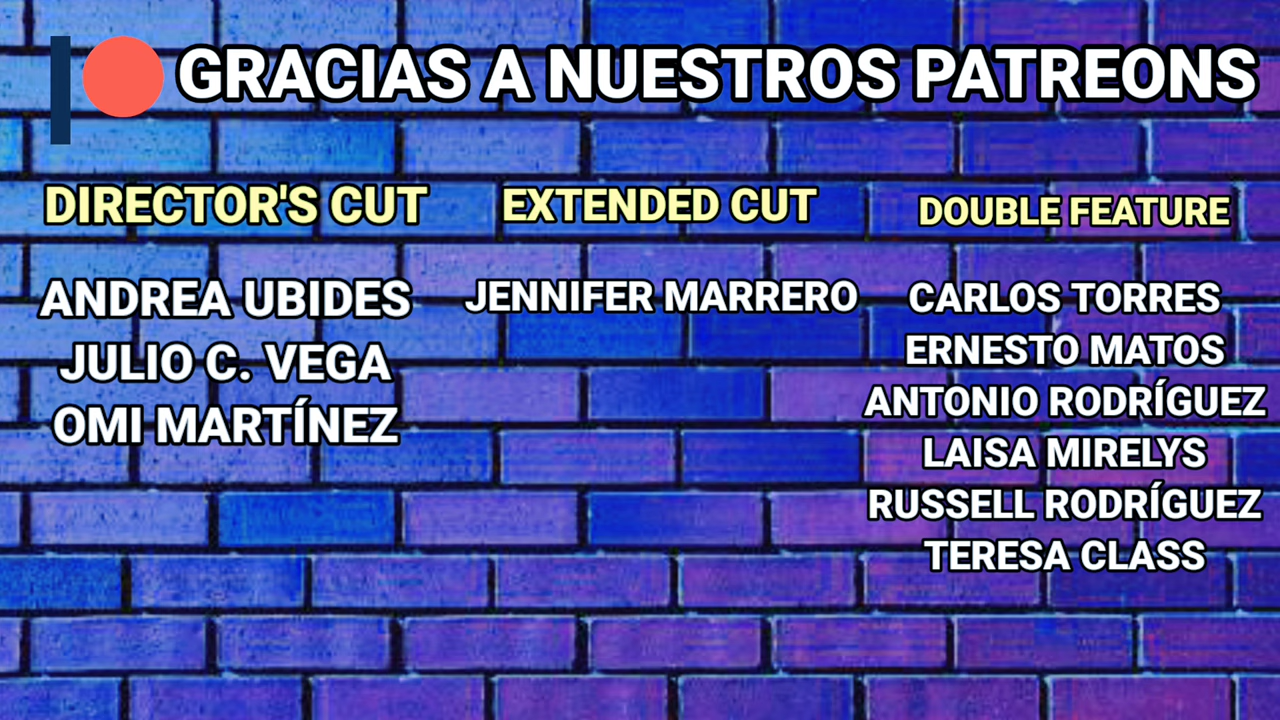 GRACIAS A NUESTROS PATREONS
DIRECTOR'S CUT
ANDREA UBIDES
JULIO C. VEGA
OMI MARTÍNEZ
EXTENDED CUT
JENNIFER MARRERO
DOUBLE FEATURE
CARLOS TORRES
ERNESTO MATOS
ANTONIO RODRÍGUEZ
LAISA MIRELYS
RUSSELL RODRÍGUEZ
TERESA CLASS